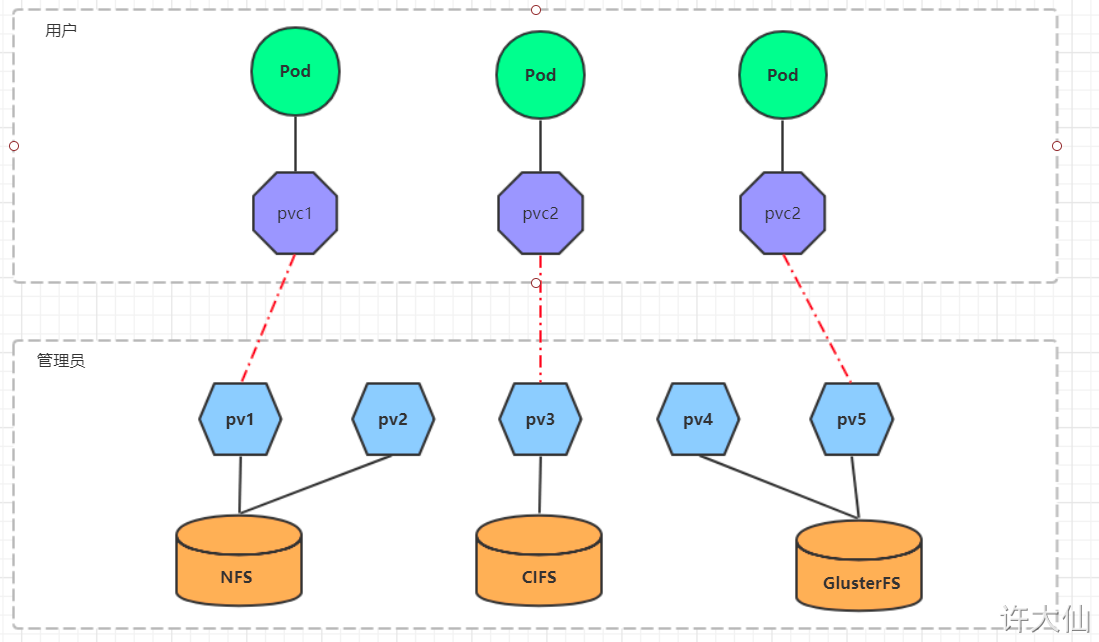 用户
Pod
Pod
Pod
pvc1
pvc2
pvc2
管理员
pv1
pv2
pv3
pv4
pv5
NFS
CIFS
GlusterFS
许大仙